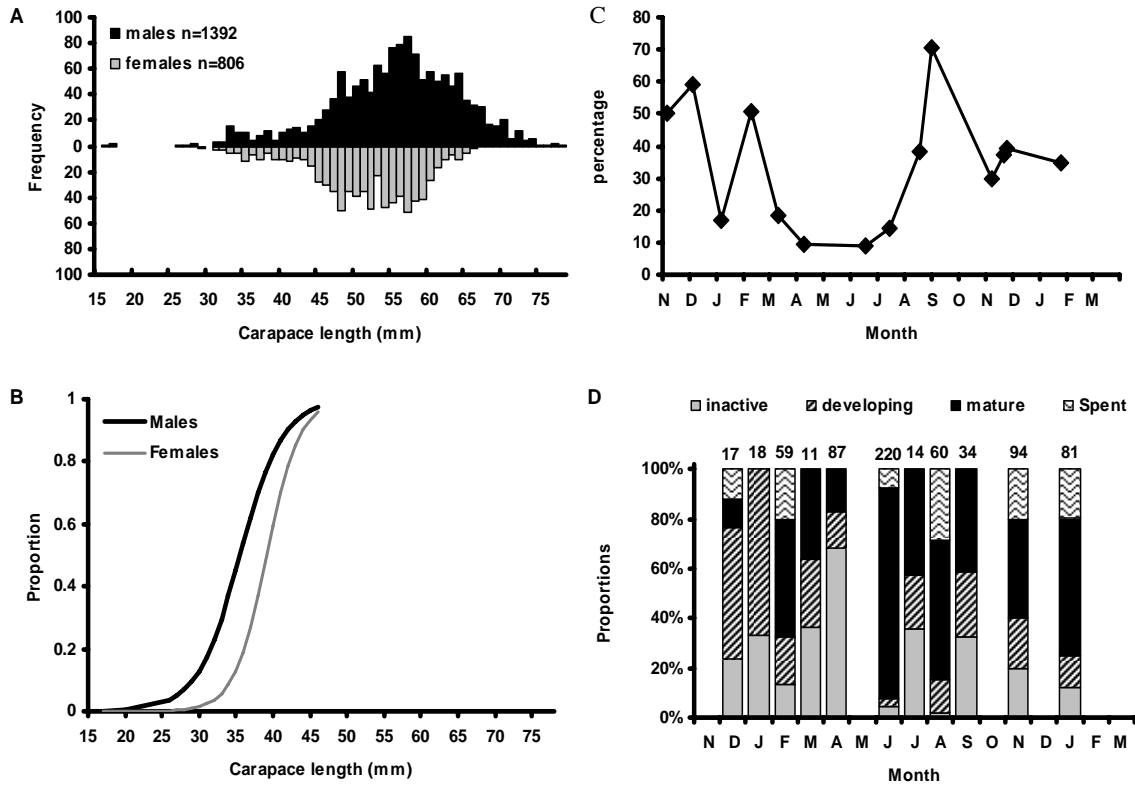 A
100
80
60
40
20
0
20
40
60
80
100
Frequency
males n=1392
females n=806
15 20 25 30 35 40 45 50 55 60 65 70 75
Carapace length (mm)
B
1
0.8
0.6
0.4
0.2
0
Proportion
Males
Females
15 20 25 30 35 40 45 50 55 60 65 70 75
Carapace length (mm)
C
80
70
60
50
40
30
20
10
0
percentage
N D J F M A M J J A S O N D J F M
Month
D
inactive developing mature Spent
17 18 59 11 87 220 14 60 34 94 81
100%
80%
60%
40%
20%
0%
Proportions
N D J F M A M J J A S O N D J F M
Month